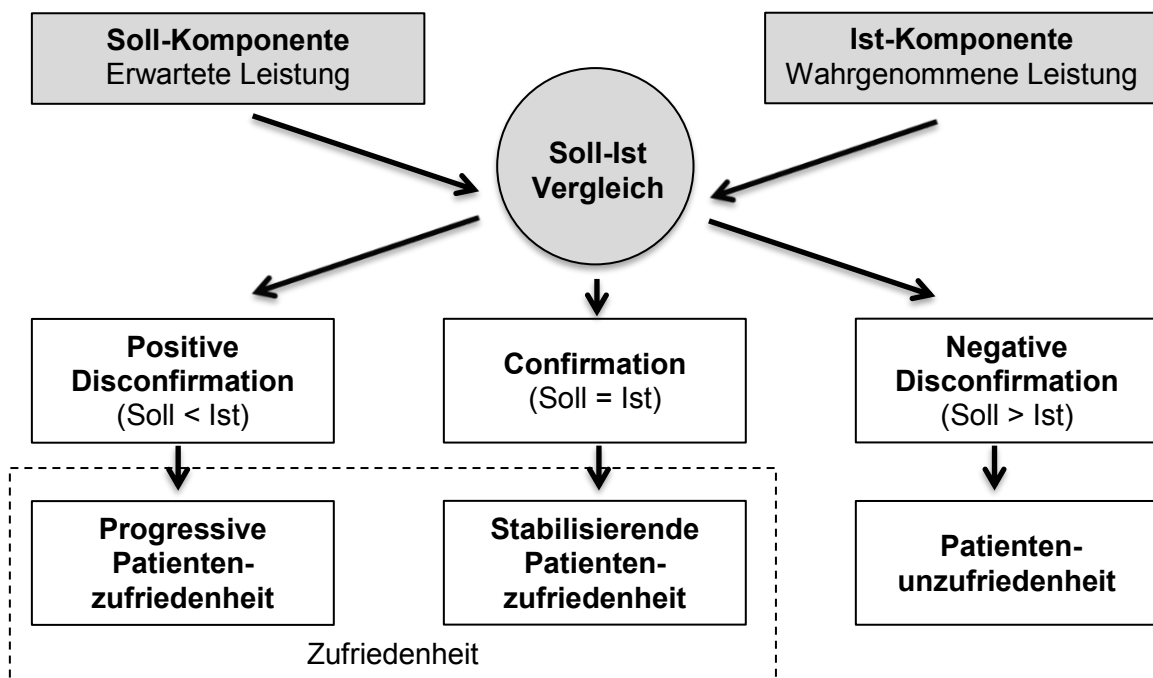 Soll-Komponente
Erwartete Leistung
Ist-Komponente
Wahrgenommene Leistung
Soll-Ist
Vergleich
Positive
Disconfirmation
(Soll < Ist)
Confirmation
(Soll = Ist)
Negative
Disconfirmation
(Soll > Ist)
Progressive
Patienten-
zufriedenheit
Stabilisierende
Patienten-
zufriedenheit
Patienten-
unzufriedenheit
Zufriedenheit